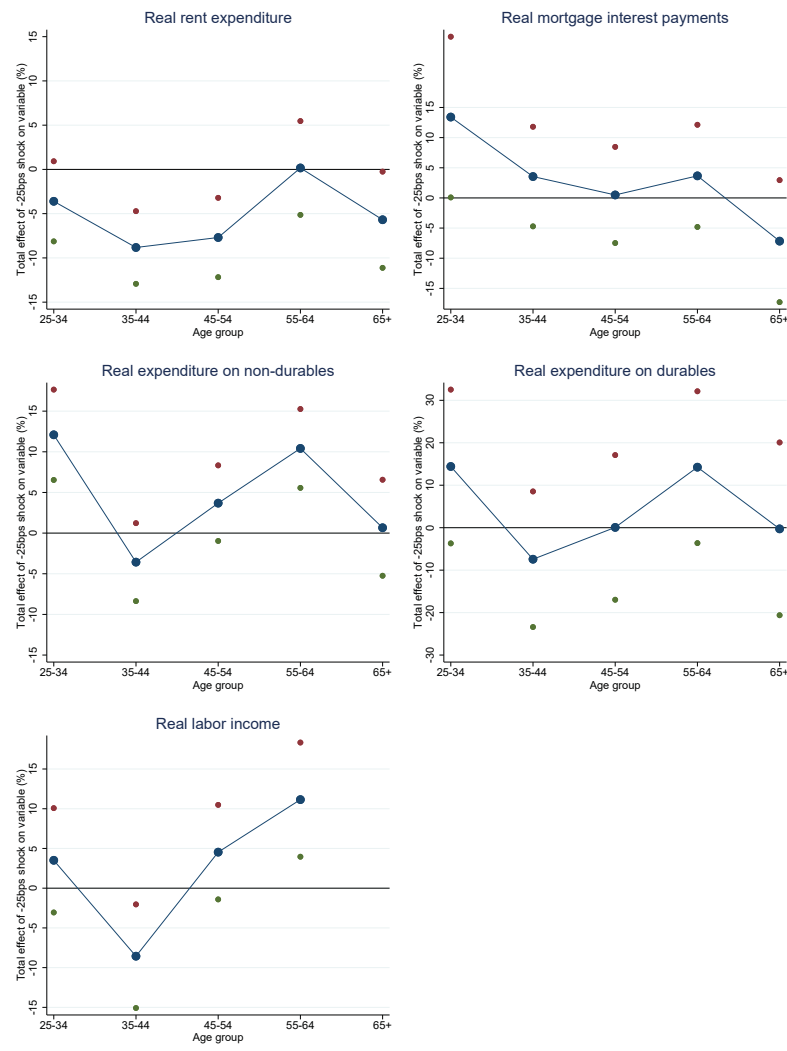 Real rent expenditure
Total effect of -25bps shock on variable (%)
15
10
5
0
-5
-10
-15
25-34 35-44 45-54 55-64 65+
Age group
Real mortgage interest payments
Total effect of -25bps shock on variable (%)
15
10
5
0
-5
-10
-15
25-34 35-44 45-54 55-64 65+
Age group
Real expenditure on non-durables
Total effect of -25bps shock on variable (%)
15
10
5
0
-5
-10
-15
25-34 35-44 45-54 55-64 65+
Age group
Real expenditure on durables
Total effect of -25bps shock on variable (%)
30
20
10
0
-10
-20
-30
25-34 35-44 45-54 55-64 65+
Age group
Real labor income
Total effect of -25bps shock on variable (%)
15
10
5
0
-5
-10
-15
25-34 35-44 45-54 55-64 65+
Age group